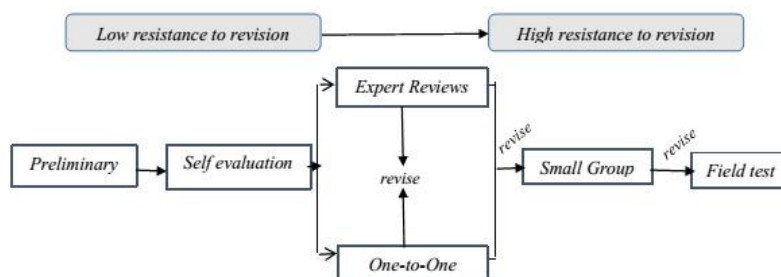 Low resistance to revision
High resistance to revision
Expert Reviews
Preliminary
Self evaluation
revise
revise
Small Group
revise
Field test
One-to-One